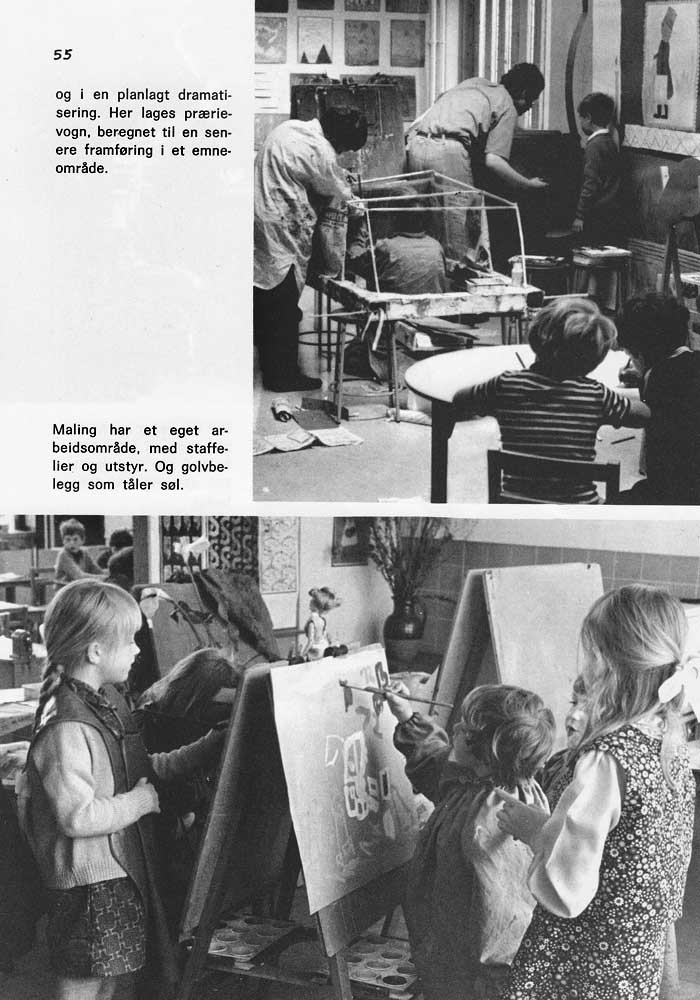 55
og i en planlagt dramati-
sering. Her lages prærie-
vogn, beregnet til en sen-
ere framføring i et emne-
område.
Maling har et eget ar-
beidsområde, med staffe-
lier og utstyr. Og golvbe-
legg som tåler søl.